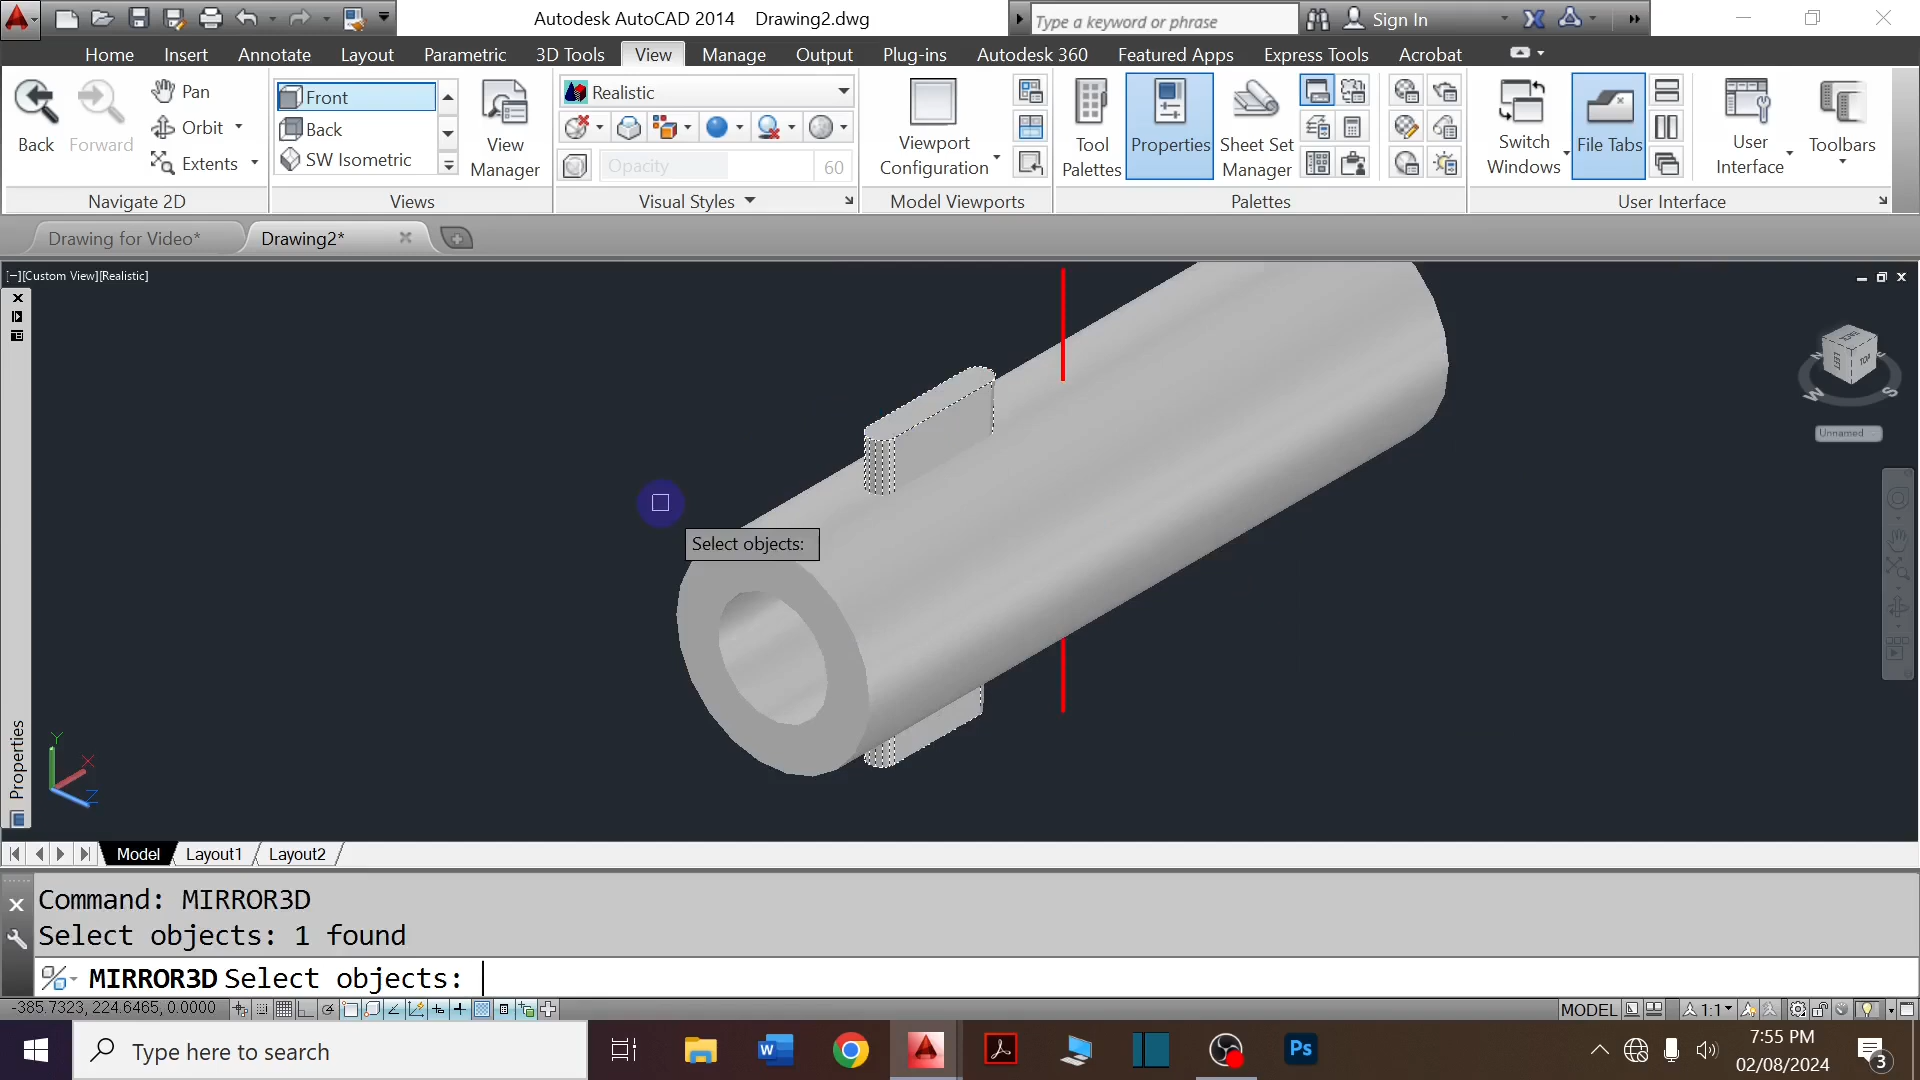 Autodesk AutoCAD 2014 Drawing2.dwg
Type a keyword or phrase
Sign In
Home Insert Annotate Layout Parametric 3D Tools View Manage Output Plug-ins Autodesk 360 Featured Apps Express Tools Acrobat
Back
Forward
Pan
Orbit
Extents
Navigate 2D
Front
Back
SW Isometric
View
Manager
Views
Realistic
Opacity 60
Visual Styles
Viewport
Configuration
Model Viewports
Tool
Palettes
Properties
Sheet Set
Manager
Palettes
Switch
Windows
File Tabs
User
Interface
Toolbars
User Interface
Drawing for Video*
Drawing2*
[−][Custom View][Realistic]
TOP
W
S
Unnamed
Select objects:
Properties
Y
X
Z
Model Layout1 Layout2
Command: MIRROR3D
Select objects: 1 found
MIRROR3D Select objects:
-385.7323, 224.6465, 0.0000
MODEL
1:1
Type here to search
W
Ps
7:55 PM
02/08/2024
3